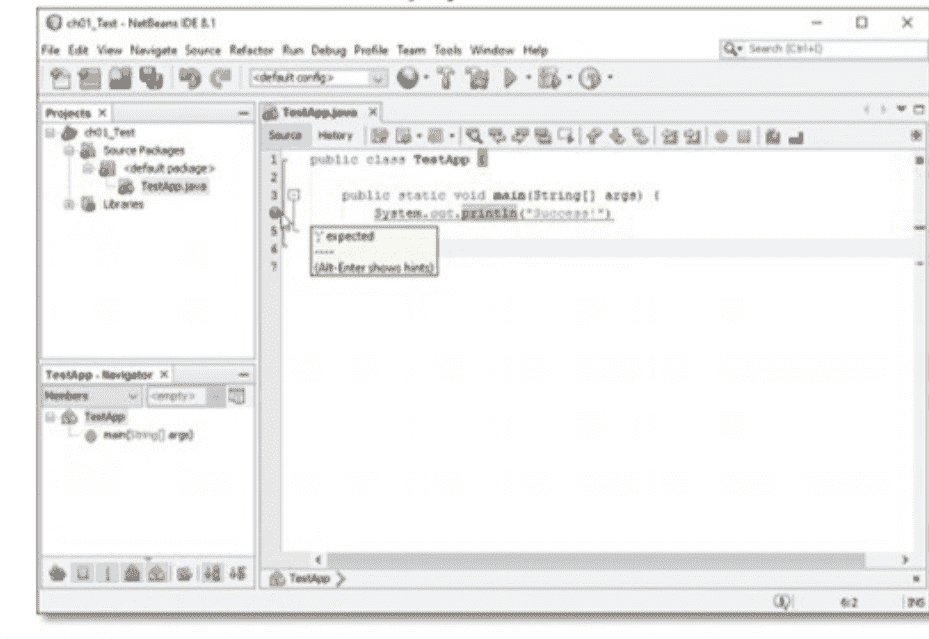 ch01_Test - NetBeans IDE 8.1
File Edit View Navigate Source Refactor Run Debug Profile Team Tools Window Help
Search (Ctrl+I)
<default config>
Projects
ch01_Test
Source Packages
<default package>
TestApp.java
Libraries
TestApp.java
Source History
1 public class TestApp {
2
3 public static void main(String[] args) {
System.out.println("Success!")
5
';' expected
----
(Alt-Enter shows hints)
6
7
TestApp - Navigator
Members <empty>
TestApp
main(String[] args)
TestApp
6:2 INS